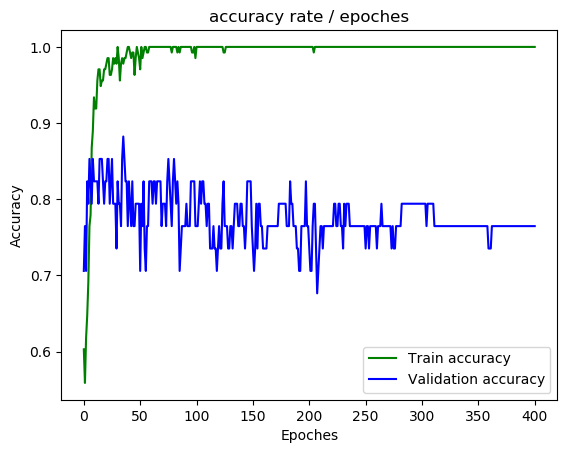 accuracy rate / epoches
1.0
0.9
0.8
0.7
0.6
Accuracy
Train accuracy
Validation accuracy
0 50 100 150 200 250 300 350 400
Epoches